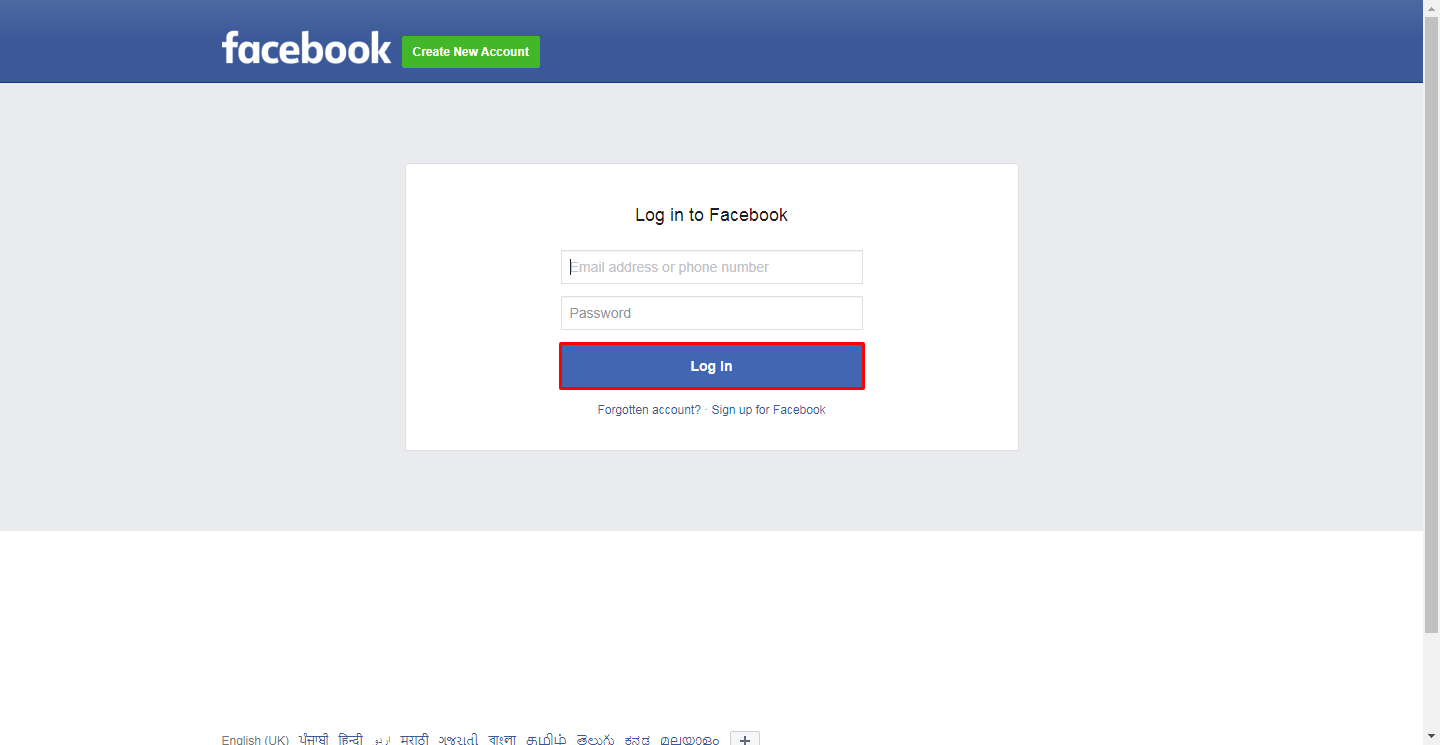 facebook Create New Account
Log in to Facebook
Email address or phone number
Password
Log In
Forgotten account? · Sign up for Facebook
English (UK) ਪੰਜਾਬੀ हिन्दी اردو मराठी ગુજરાતી বাংলা தமிழ் తెలుగు ಕನ್ನಡ മലയാളം +